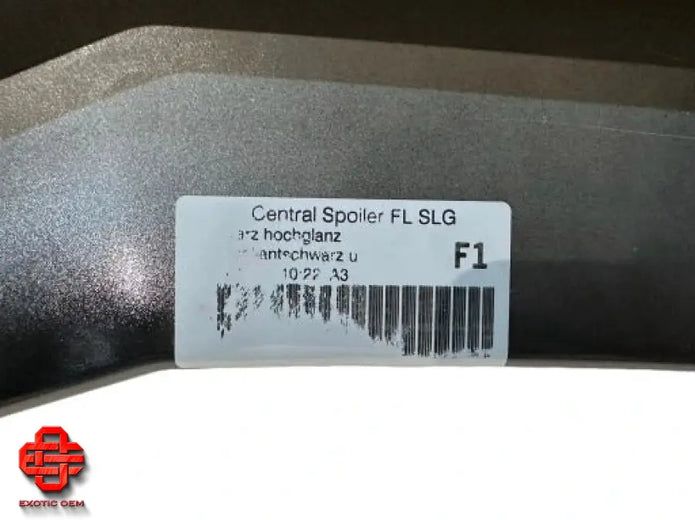 Central Spoiler FL SLG
arz hochglanz
antschwarz u
10:22 A3
F1
EXOTIC OEM